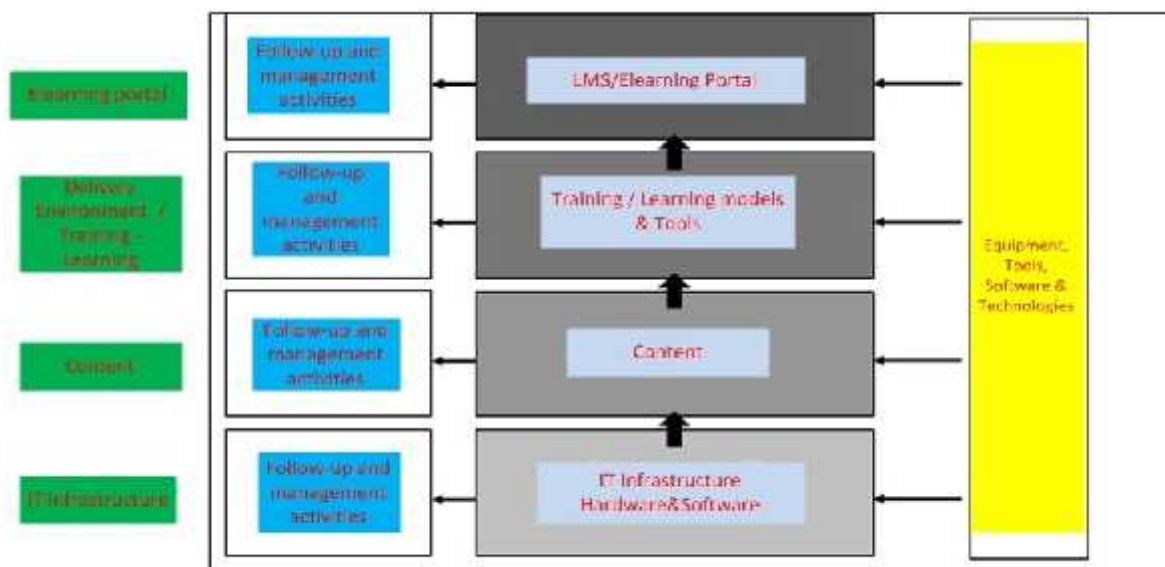 Elearning portal
Follow-up and
management
activities
LMS/Elearning Portal
Delivery
Environment /
Training -
Learning
Follow-up
and
management
activities
Training / Learning models
& Tools
Equipment,
Tools,
Software &
Technologies
Content
Follow-up and
management
activities
Content
IT Infrastructure
Follow-up and
management
activities
IT Infrastructure
Hardware&Software